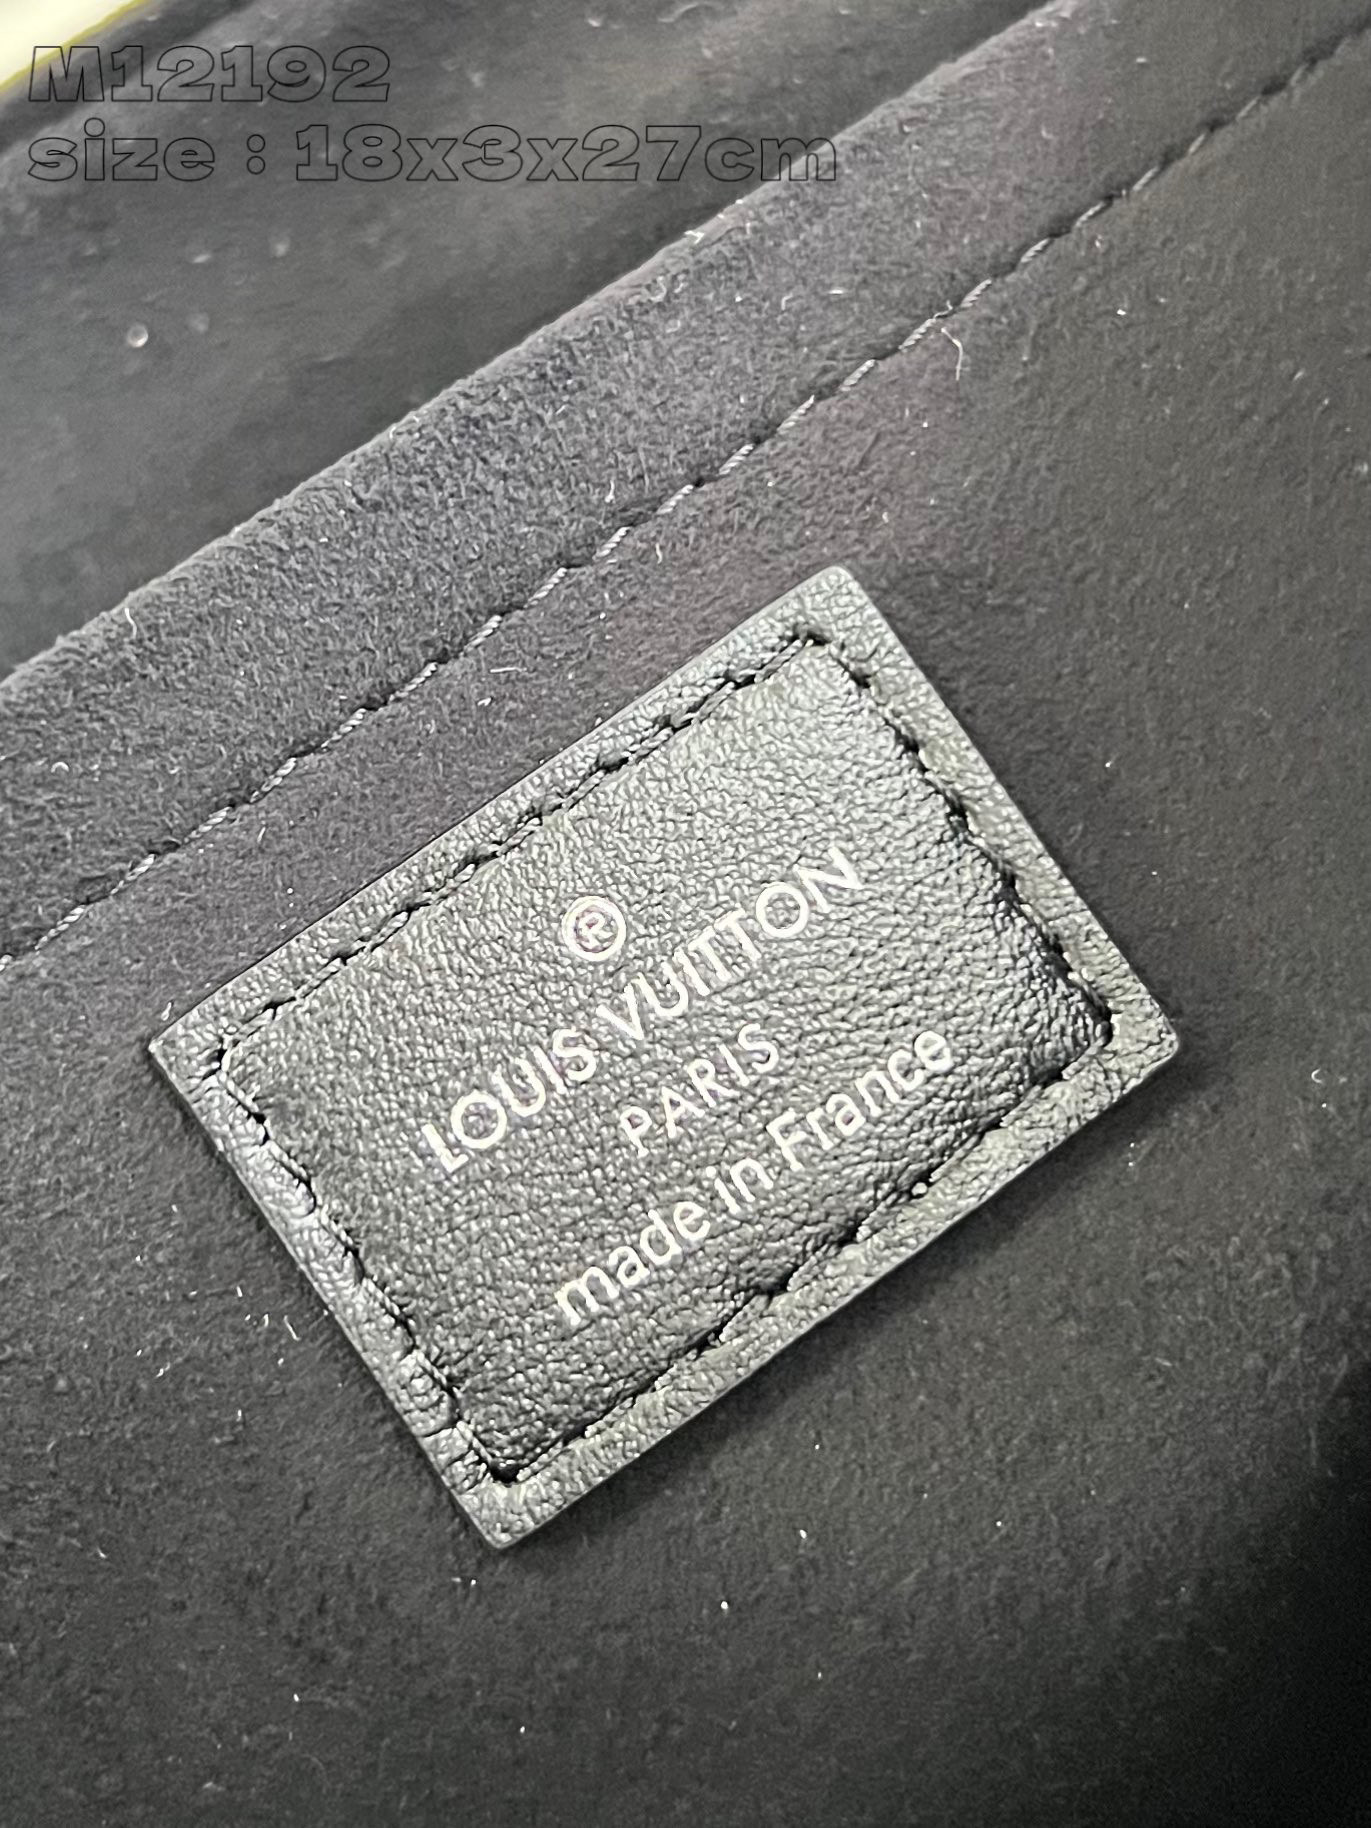 M12192
size : 18x3x27cm
®
LOUIS VUITTON
PARIS
made in France